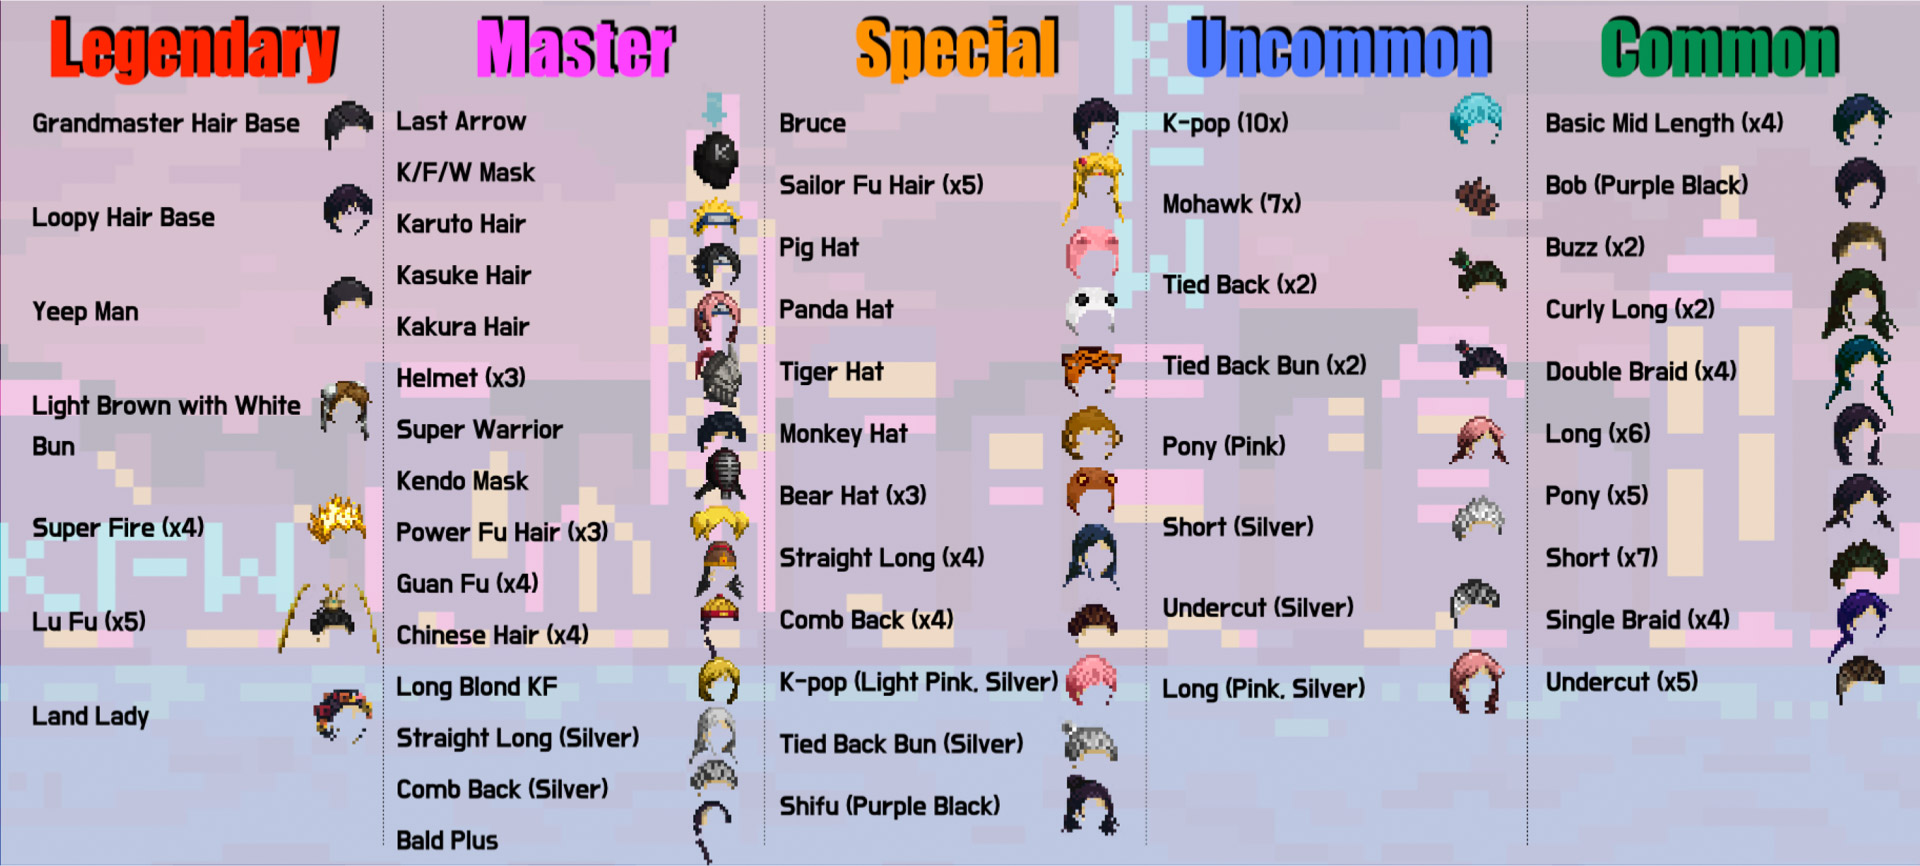 Legendary
Grandmaster Hair Base
Loopy Hair Base
Yeep Man
Light Brown with White
Bun
Super Fire (x4)
Lu Fu (x5)
Land Lady
Master
Last Arrow
K/F/W Mask
Karuto Hair
Kasuke Hair
Kakura Hair
Helmet (x3)
Super Warrior
Kendo Mask
Power Fu Hair (x3)
Guan Fu (x4)
Chinese Hair (x4)
Long Blond KF
Straight Long (Silver)
Comb Back (Silver)
Bald Plus
Special
Bruce
Sailor Fu Hair (x5)
Pig Hat
Panda Hat
Tiger Hat
Monkey Hat
Bear Hat (x3)
Straight Long (x4)
Comb Back (x4)
K-pop (Light Pink, Silver)
Tied Back Bun (Silver)
Shifu (Purple Black)
Uncommon
K-pop (10x)
Mohawk (7x)
Tied Back (x2)
Tied Back Bun (x2)
Pony (Pink)
Short (Silver)
Undercut (Silver)
Long (Pink, Silver)
Common
Basic Mid Length (x4)
Bob (Purple Black)
Buzz (x2)
Curly Long (x2)
Double Braid (x4)
Long (x6)
Pony (x5)
Short (x7)
Single Braid (x4)
Undercut (x5)
K
KFW